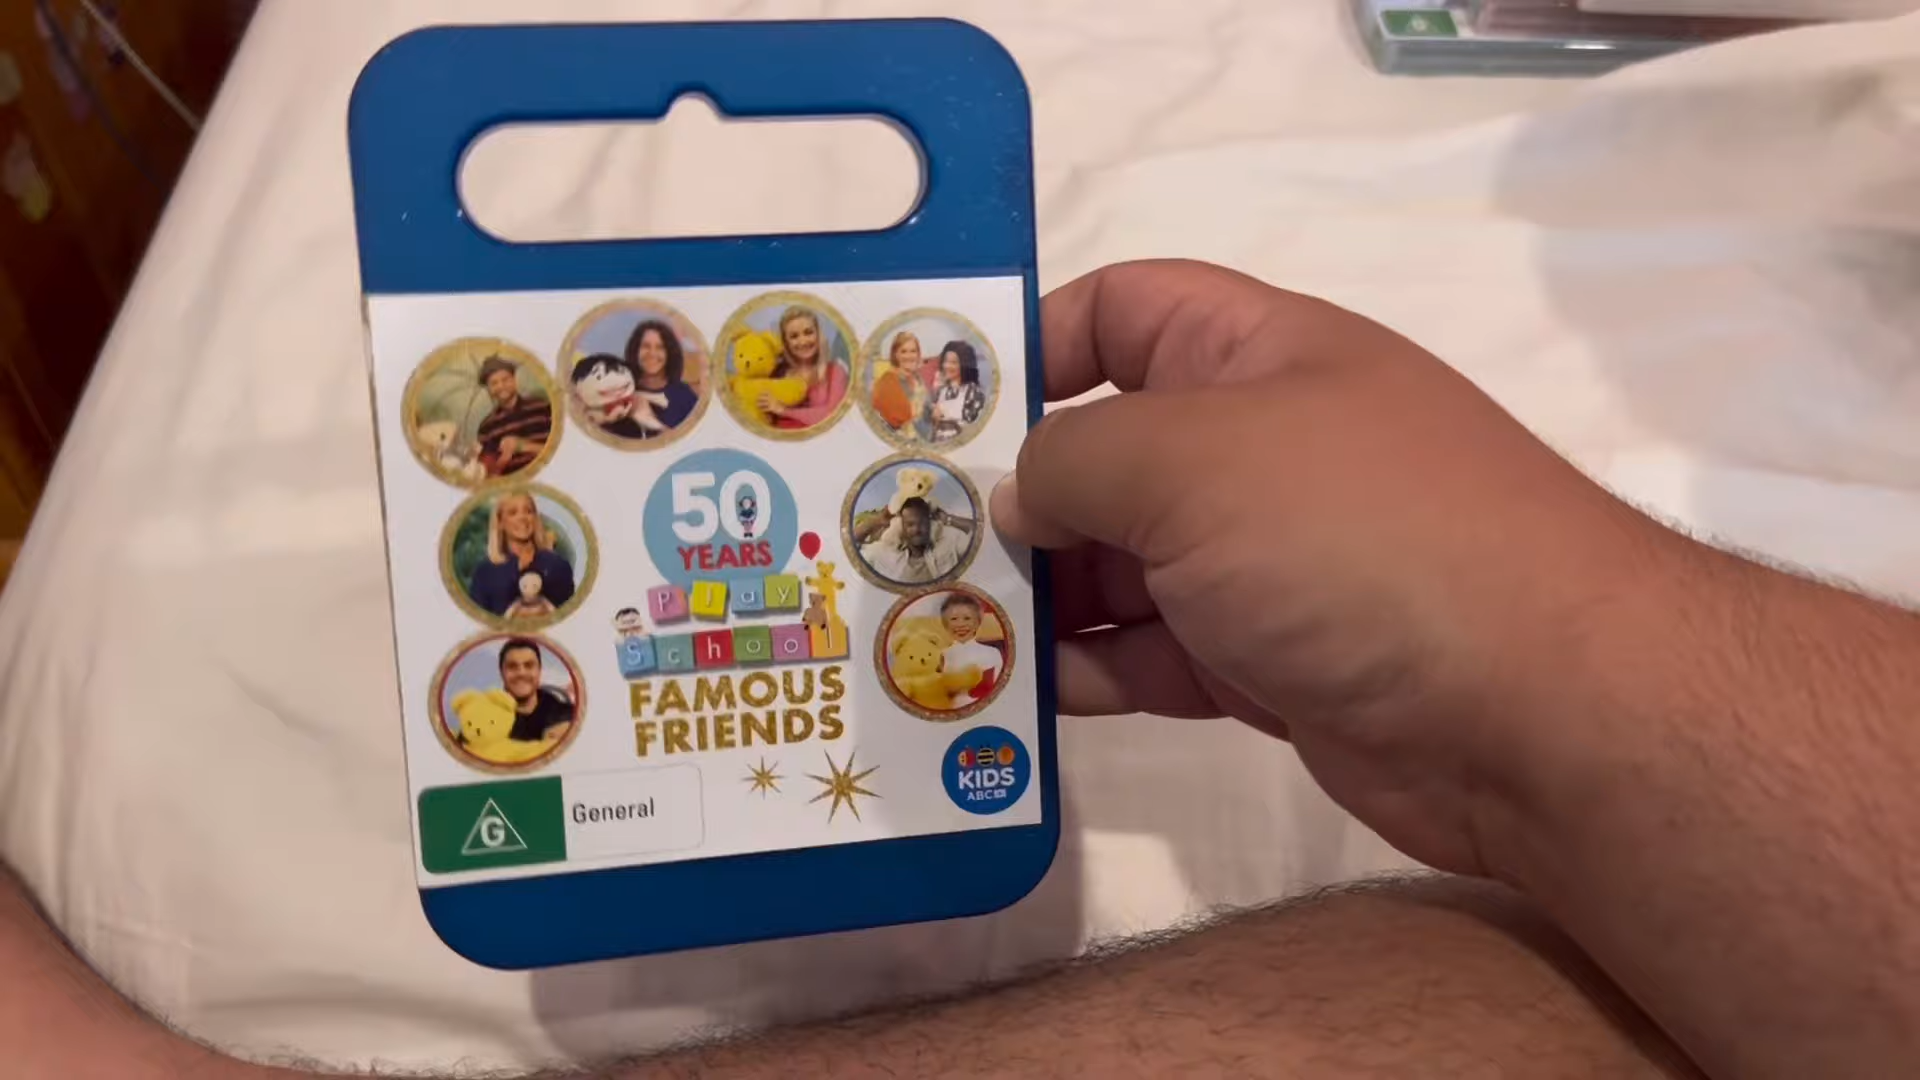 50
YEARS
Play
School
FAMOUS
FRIENDS
G
General
KIDS
ABC